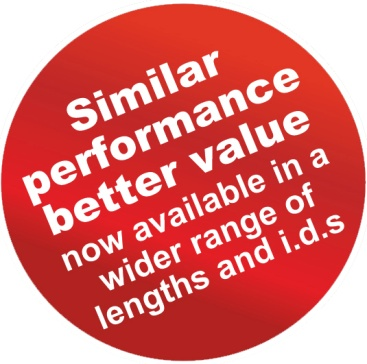 Similar
performance
better value
now available in a
wider range of
lengths and i.d.s